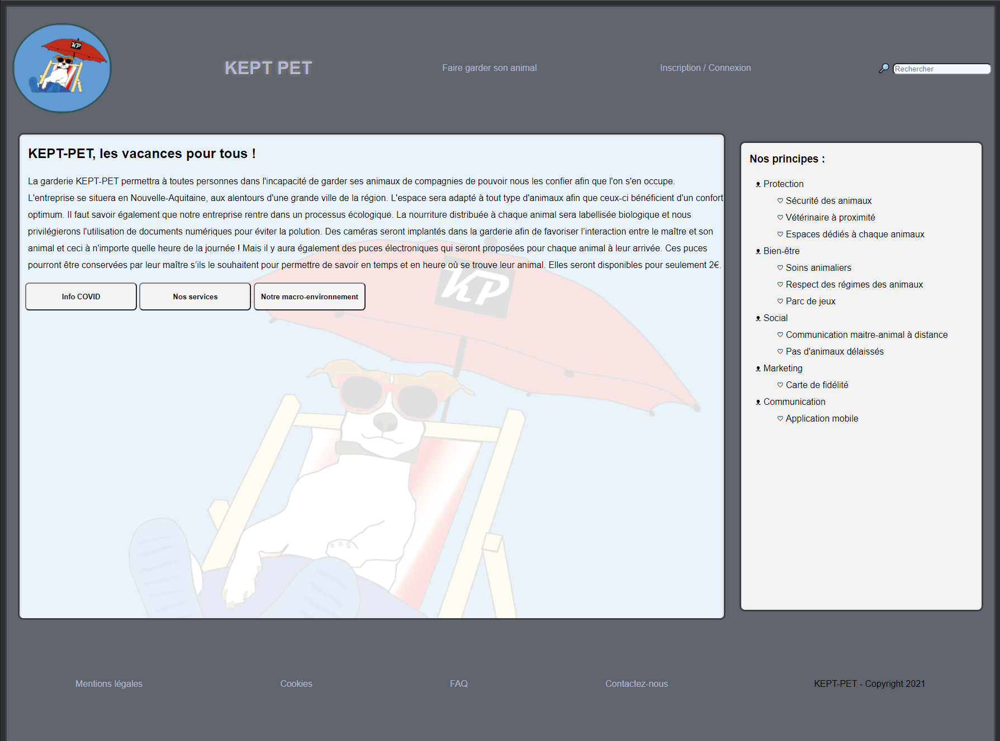 KP
KEPT PET
Faire garder son animal
Inscription / Connexion
Rechercher
KEPT-PET, les vacances pour tous !
La garderie KEPT-PET permettra à toutes personnes dans l'incapacité de garder ses animaux de compagnies de pouvoir nous les confier afin que l'on s'en occupe.
L'entreprise se situera en Nouvelle-Aquitaine, aux alentours d'une grande ville de la région. L'espace sera adapté à tout type d'animaux afin que ceux-ci bénéficient d'un confort
optimum. Il faut savoir également que notre entreprise rentre dans un processus écologique. La nourriture distribuée à chaque animal sera labellisée biologique et nous
privilégierons l'utilisation de documents numériques pour éviter la polution. Des caméras seront implantés dans la garderie afin de favoriser l’interaction entre le maître et son
animal et ceci à n'importe quelle heure de la journée ! Mais il y aura également des puces électroniques qui seront proposées pour chaque animal à leur arrivée. Ces puces
pourront être conservées par leur maître s’ils le souhaitent pour permettre de savoir en temps et en heure où se trouve leur animal. Elles seront disponibles pour seulement 2€.
Info COVID
Nos services
Notre macro-environnement
KP
Nos principes :
ᴥ Protection
♡ Sécurité des animaux
♡ Vétérinaire à proximité
♡ Espaces dédiés à chaque animaux
ᴥ Bien-être
♡ Soins animaliers
♡ Respect des régimes des animaux
♡ Parc de jeux
ᴥ Social
♡ Communication maitre-animal à distance
♡ Pas d'animaux délaissés
ᴥ Marketing
♡ Carte de fidélité
ᴥ Communication
♡ Application mobile
Mentions légales
Cookies
FAQ
Contactez-nous
KEPT-PET - Copyright 2021